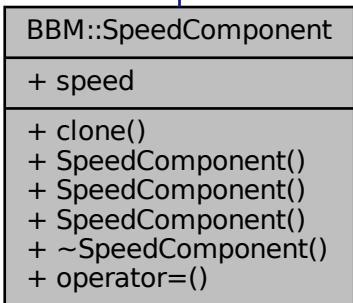 BBM::SpeedComponent
+ speed
+ clone()
+ SpeedComponent()
+ SpeedComponent()
+ SpeedComponent()
+ ~SpeedComponent()
+ operator=()